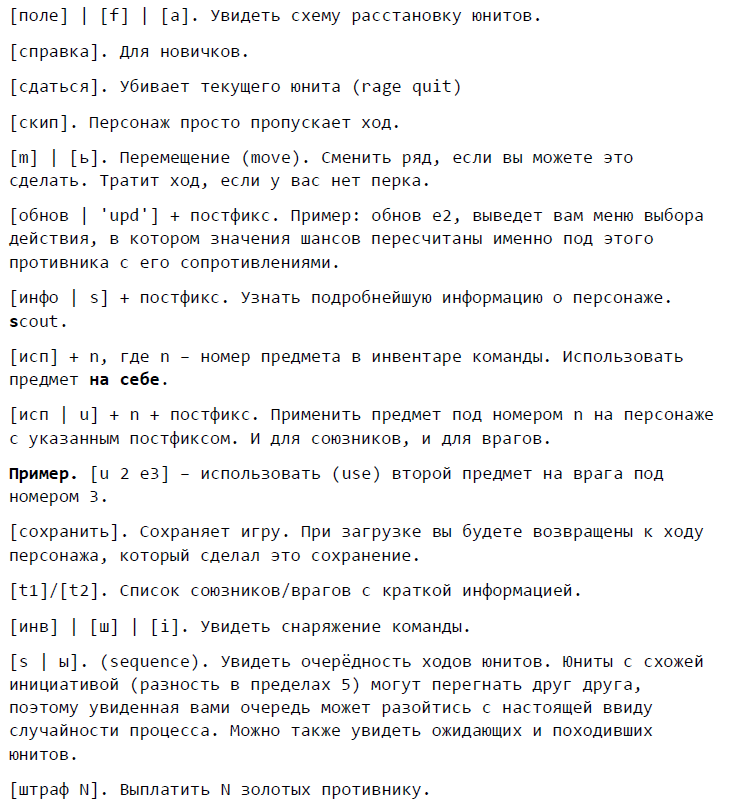 [поле] | [f] | [а]. Увидеть схему расстановку юнитов.
[справка]. Для новичков.
[сдаться]. Убивает текущего юнита (rage quit)
[скип]. Персонаж просто пропускает ход.
[m] | [ь]. Перемещение (move). Сменить ряд, если вы можете это
сделать. Тратит ход, если у вас нет перка.
[обнов | 'upd'] + постфикс. Пример: обнов e2, выведет вам меню выбора
действия, в котором значения шансов пересчитаны именно под этого
противника с его сопротивлениями.
[инфо | s] + постфикс. Узнать подробнейшую информацию о персонаже.
scout.
[исп] + n, где n – номер предмета в инвентаре команды. Использовать
предмет на себе.
[исп | u] + n + постфикс. Применить предмет под номером n на персонаже
с указанным постфиксом. И для союзников, и для врагов.
Пример. [u 2 e3] – использовать (use) второй предмет на врага под
номером 3.
[сохранить]. Сохраняет игру. При загрузке вы будете возвращены к ходу
персонажа, который сделал это сохранение.
[t1]/[t2]. Список союзников/врагов с краткой информацией.
[инв] | [ш] | [i]. Увидеть снаряжение команды.
[s | ы]. (sequence). Увидеть очерёдность ходов юнитов. Юниты с схожей
инициативой (разность в пределах 5) могут перегнать друг друга,
поэтому увиденная вами очередь может разойтись с настоящей ввиду
случайности процесса. Можно также увидеть ожидающих и походивших
юнитов.
[штраф N]. Выплатить N золотых противнику.